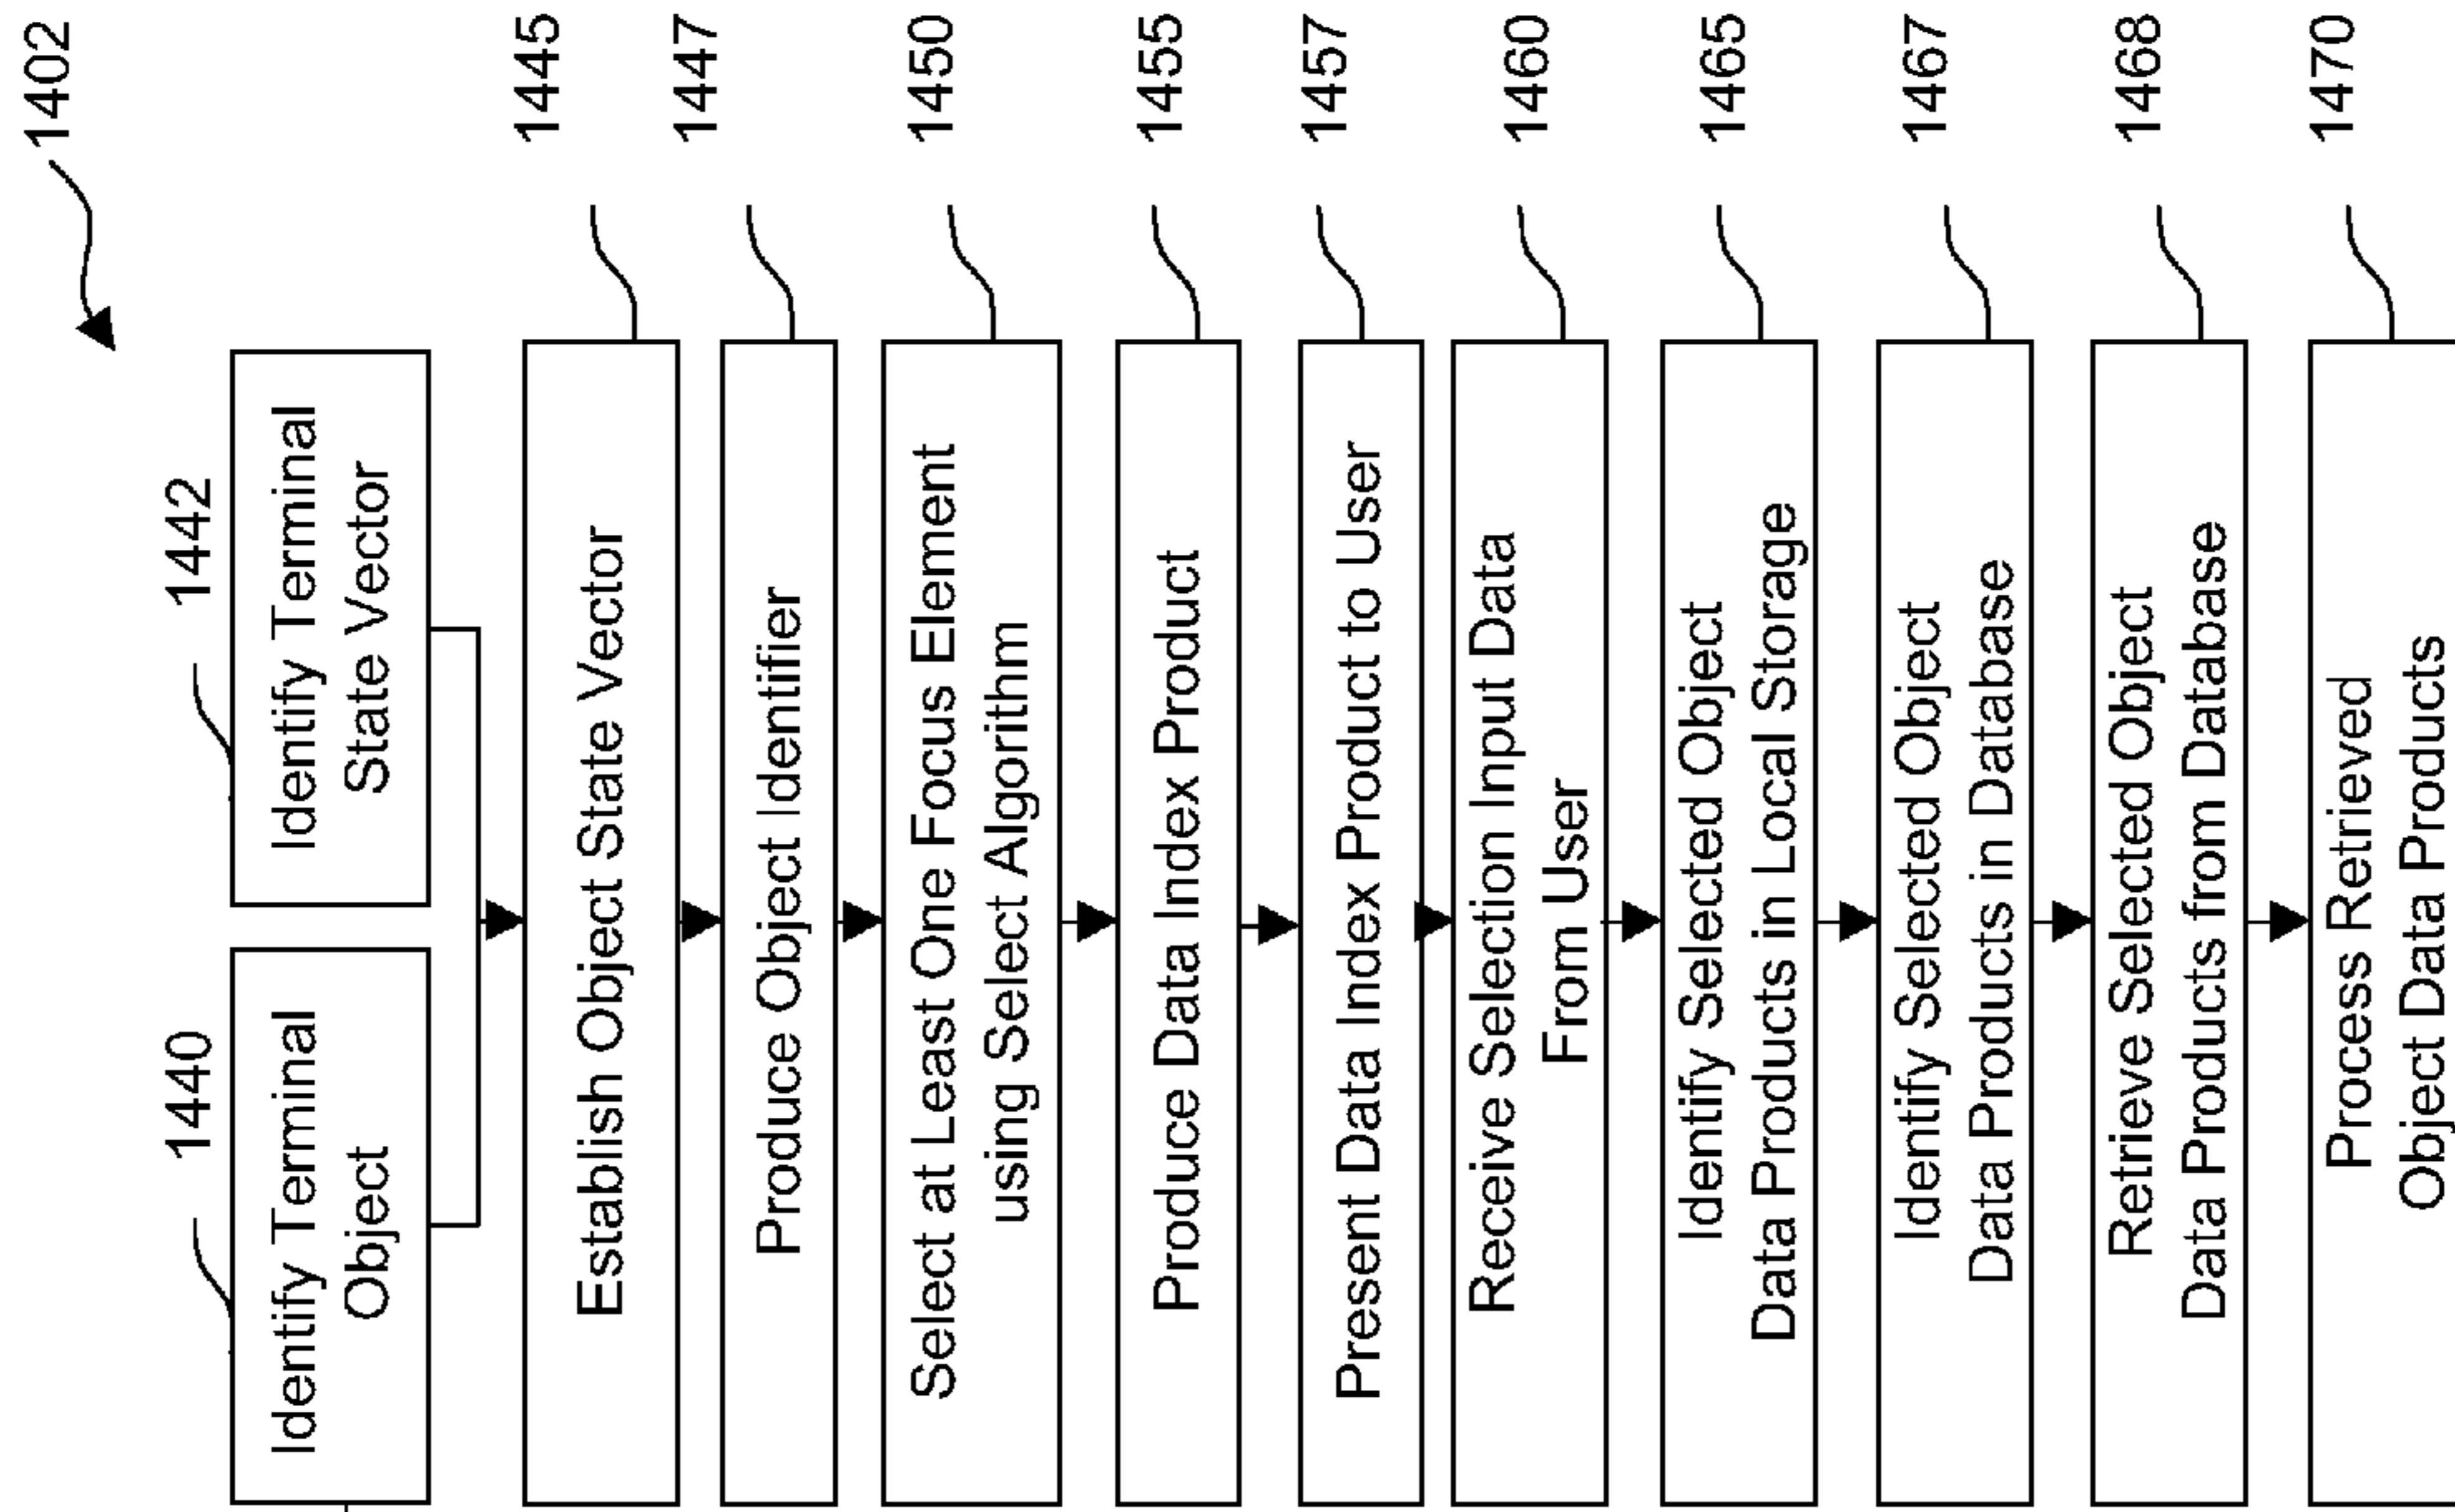 1402
1440
Identify Terminal
Object
1442
Identify Terminal
State Vector
Establish Object State Vector
1445
Produce Object Identifier
1447
Select at Least One Focus Element
using Select Algorithm
1450
Produce Data Index Product
1455
Present Data Index Product to User
1457
Receive Selection Input Data
From User
1460
Identify Selected Object
Data Products in Local Storage
1465
Identify Selected Object
Data Products in Database
1467
Retrieve Selected Object
Data Products from Database
1468
Process Retrieved
Object Data Products
1470